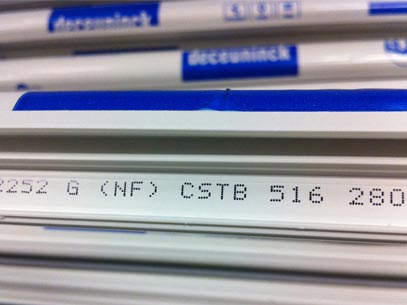 deceuninck
deceuninck
2252 G (NF) CSTB 516 280